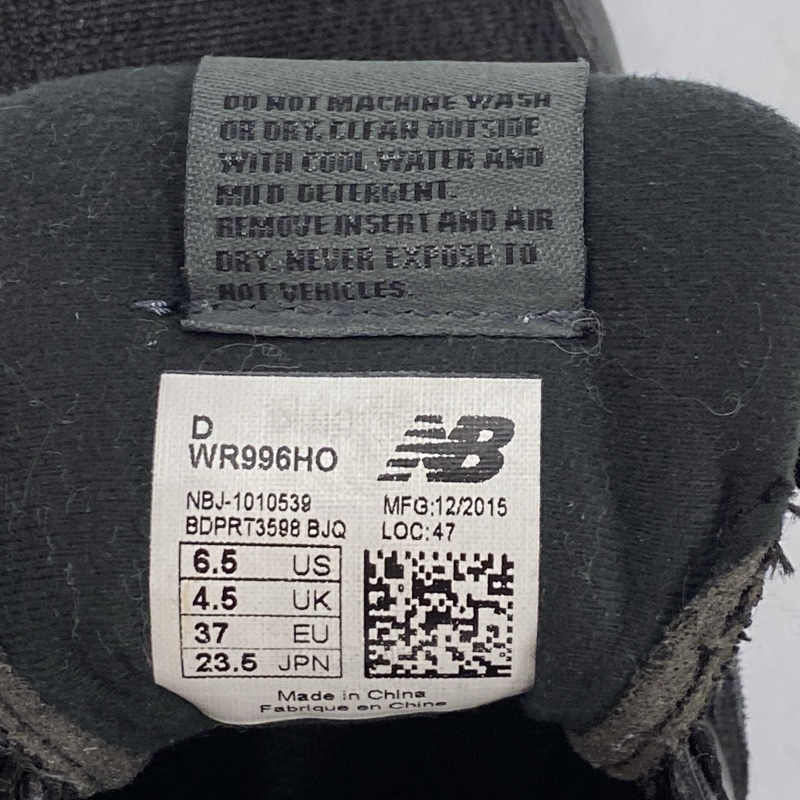 DO NOT MACHINE WASH
OR DRY. CLEAN OUTSIDE
WITH COOL WATER AND
MILD DETERGENT.
REMOVE INSERT AND AIR
DRY. NEVER EXPOSE TO
HOT VEHICLES.
D
WR996HO
NB
NBJ-1010539
MFG:12/2015
BDPRT3598 BJQ
LOC:47
6.5 US
4.5 UK
37 EU
23.5 JPN
Made in China
Fabrique en Chine